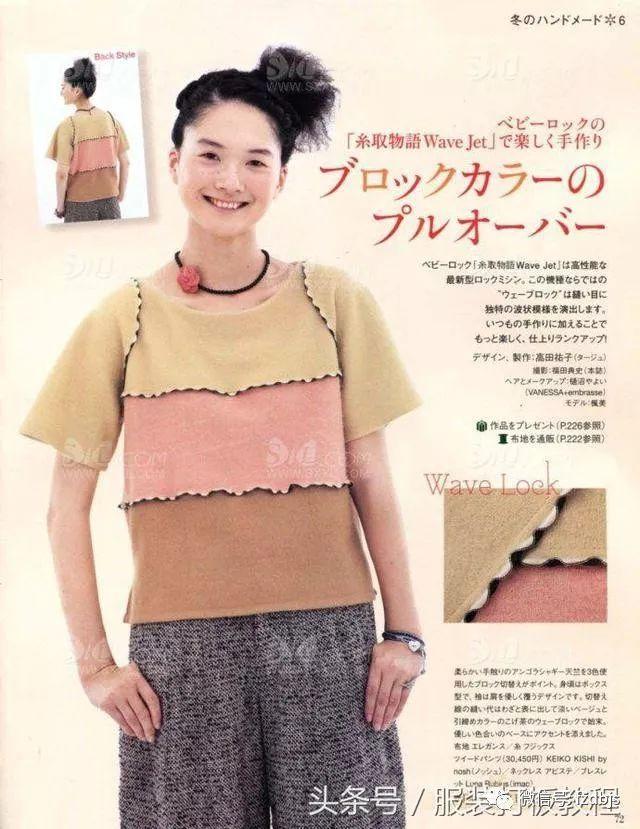 冬のハンドメード✻6
Back Style
ベビーロックの
「糸取物語Wave Jet」で楽しく手作り
ブロックカラーの
プルオーバー
ベビーロック「糸取物語Wave Jet」は高性能な
最新型ロックミシン。この機種ならではの
“ウェーブロック”は縫い目に
独特の波状模様を演出します。
いつもの手作りに加えることで
もっと楽しく、仕上りランクアップ!
デザイン、製作:高田祐子(タージュ)
撮影:福田典史(本誌)
ヘアとメークアップ:樋沼やよい
(VANESSA+embrasse)
モデル:楓美
作品をプレゼント(P.226参照)
布地を通販(P.222参照)
Wave Lock
柔らかい手触りのアンゴラシャギー天竺を3色使
用したブロック切替えがポイント。身頃はボックス
型で、袖は肩を優しく覆うデザインです。切替え
線の縫い代はわざと表に出して淡いベージュと
引締めカラーのこげ茶のウェーブロックで始末。
優しい色合いのベースにアクセントを添えました。
布地 エレガンス/糸 フジックス
ツイードパンツ(30,450円) KEIKO KISHI by
nosh(ノッシュ)/ネックレス アビステ/ブレスレ
ット Luna Rubius(imac)
头条号/服装打板教程
72